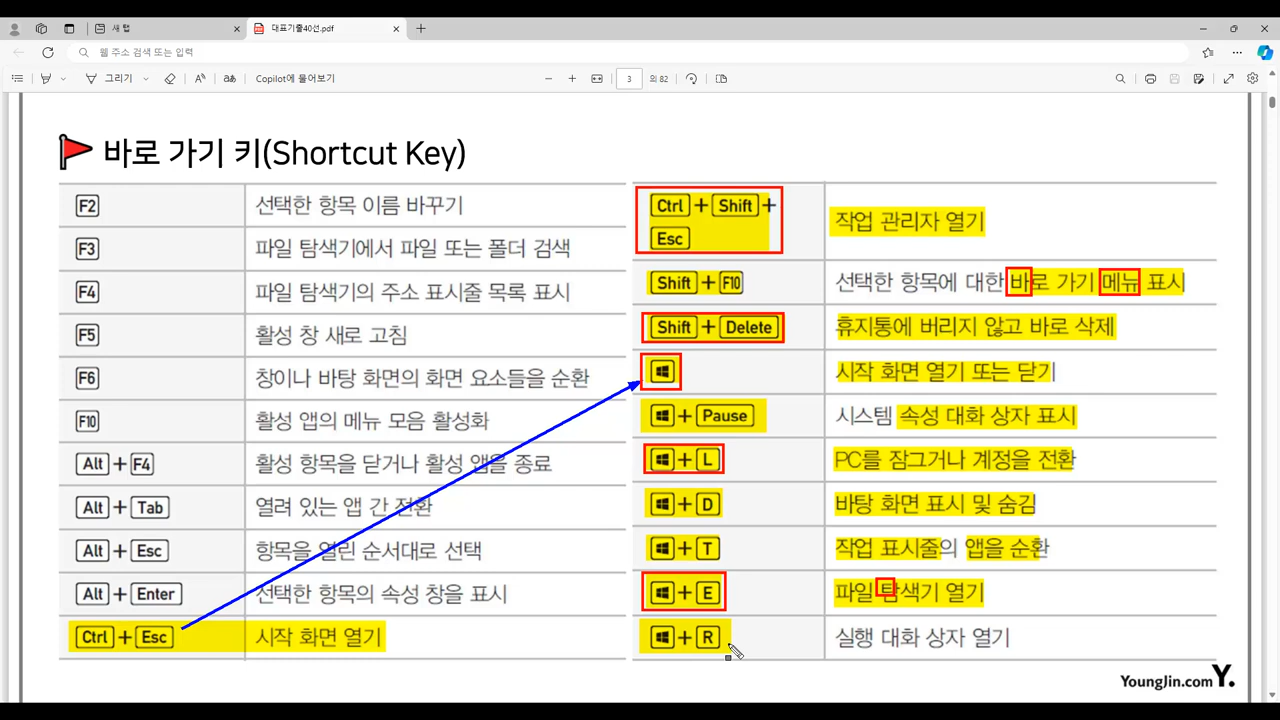 새 탭
대표기출40선.pdf
웹 주소 검색 또는 입력
그리기
가あ
Copilot에 물어보기
3 의 82
바로 가기 키(Shortcut Key)
F2 선택한 항목 이름 바꾸기
F3 파일 탐색기에서 파일 또는 폴더 검색
F4 파일 탐색기의 주소 표시줄 목록 표시
F5 활성 창 새로 고침
F6 창이나 바탕 화면의 화면 요소들을 순환
F10 활성 앱의 메뉴 모음 활성화
Alt + F4 활성 항목을 닫거나 활성 앱을 종료
Alt + Tab 열려 있는 앱 간 전환
Alt + Esc 항목을 열린 순서대로 선택
Alt + Enter 선택한 항목의 속성 창을 표시
Ctrl + Esc 시작 화면 열기
Ctrl + Shift + Esc 작업 관리자 열기
Shift + F10 선택한 항목에 대한 바로 가기 메뉴 표시
Shift + Delete 휴지통에 버리지 않고 바로 삭제
시작 화면 열기 또는 닫기
+ Pause 시스템 속성 대화 상자 표시
+ L PC를 잠그거나 계정을 전환
+ D 바탕 화면 표시 및 숨김
+ T 작업 표시줄의 앱을 순환
+ E 파일 탐색기 열기
+ R 실행 대화 상자 열기
YoungJin.com Y.